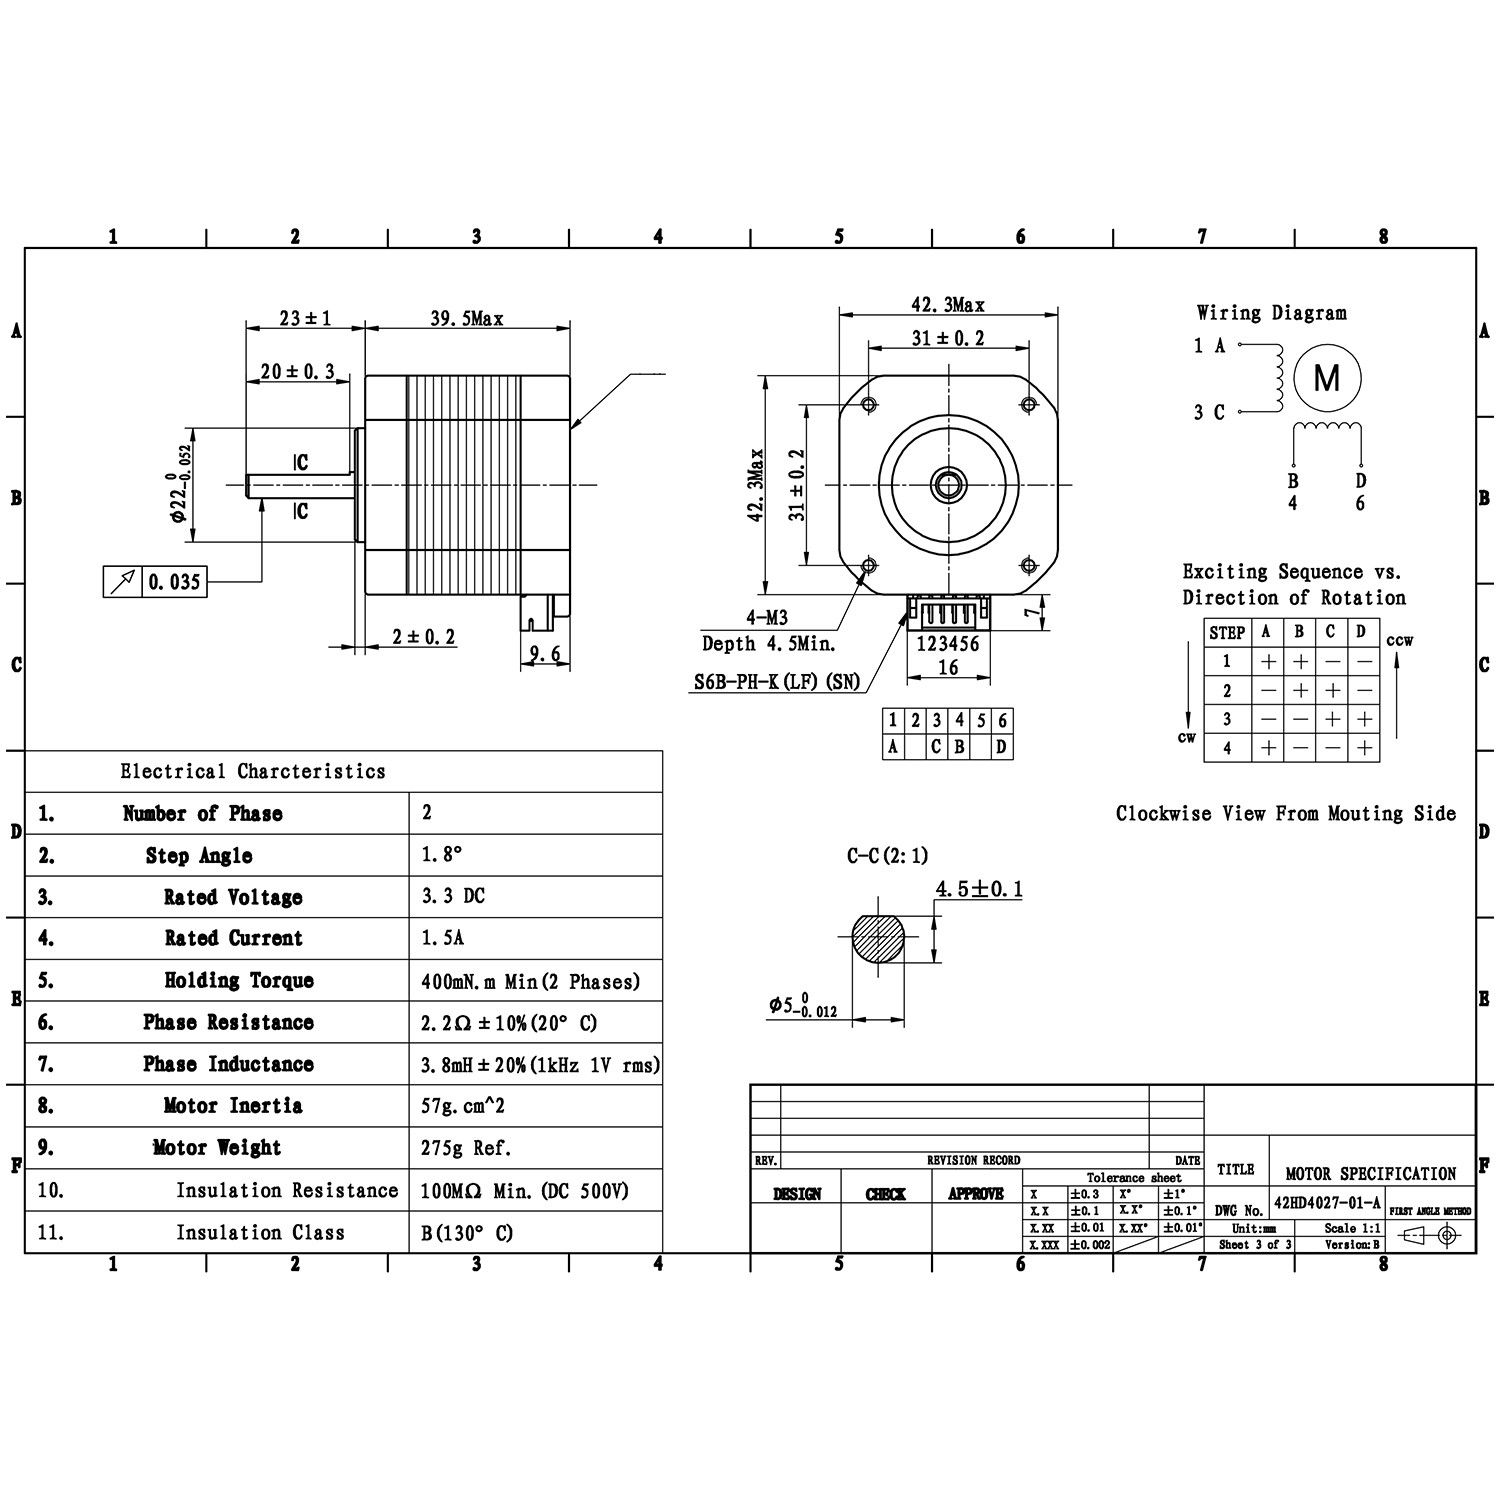 1 2 3 4 5 6 7 8
A A
B B
C C
D D
E E
F F
23±1
39.5Max
20±0.3
Φ22 0 -0.052
C
C
0.035
2±0.2
9.6
42.3Max
31±0.2
42.3Max
31±0.2
7
4-M3
Depth 4.5Min.
S6B-PH-K(LF)(SN)
123456
16
1 2 3 4 5 6
A C B D
Wiring Diagram
1 A
M
3 C
B D
4 6
Exciting Sequence vs.
Direction of Rotation
STEP A B C D
1 + + − −
2 − + + −
3 − − + +
4 + − − +
CW
CCW
Clockwise View From Mouting Side
C-C(2:1)
4.5±0.1
Φ5 0 -0.012
Electrical Charcteristics
1. Number of Phase 2
2. Step Angle 1.8°
3. Rated Voltage 3.3 DC
4. Rated Current 1.5A
5. Holding Torque 400mN.m Min(2 Phases)
6. Phase Resistance 2.2Ω±10%(20° C)
7. Phase Inductance 3.8mH±20%(1kHz 1V rms)
8. Motor Inertia 57g.cm^2
9. Motor Weight 275g Ref.
10. Insulation Resistance 100MΩ Min.(DC 500V)
11. Insulation Class B(130° C)
REV. REVISION RECORD DATE
DESIGN CHECK APPROVE
Tolerance sheet
X ±0.3 X° ±1°
X.X ±0.1 X.X° ±0.1°
X.XX ±0.01 X.XX° ±0.01°
X.XXX ±0.002
TITLE MOTOR SPECIFICATION
DWG No. 42HD4027-01-A FIRST ANGLE METHOD
Unit:mm Scale 1:1
Sheet 3 of 3 Version:B
1 2 3 4 5 6 7 8